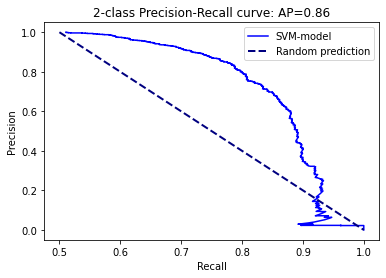 2-class Precision-Recall curve: AP=0.86
SVM-model
Random prediction
Precision
1.0
0.8
0.6
0.4
0.2
0.0
0.5 0.6 0.7 0.8 0.9 1.0
Recall